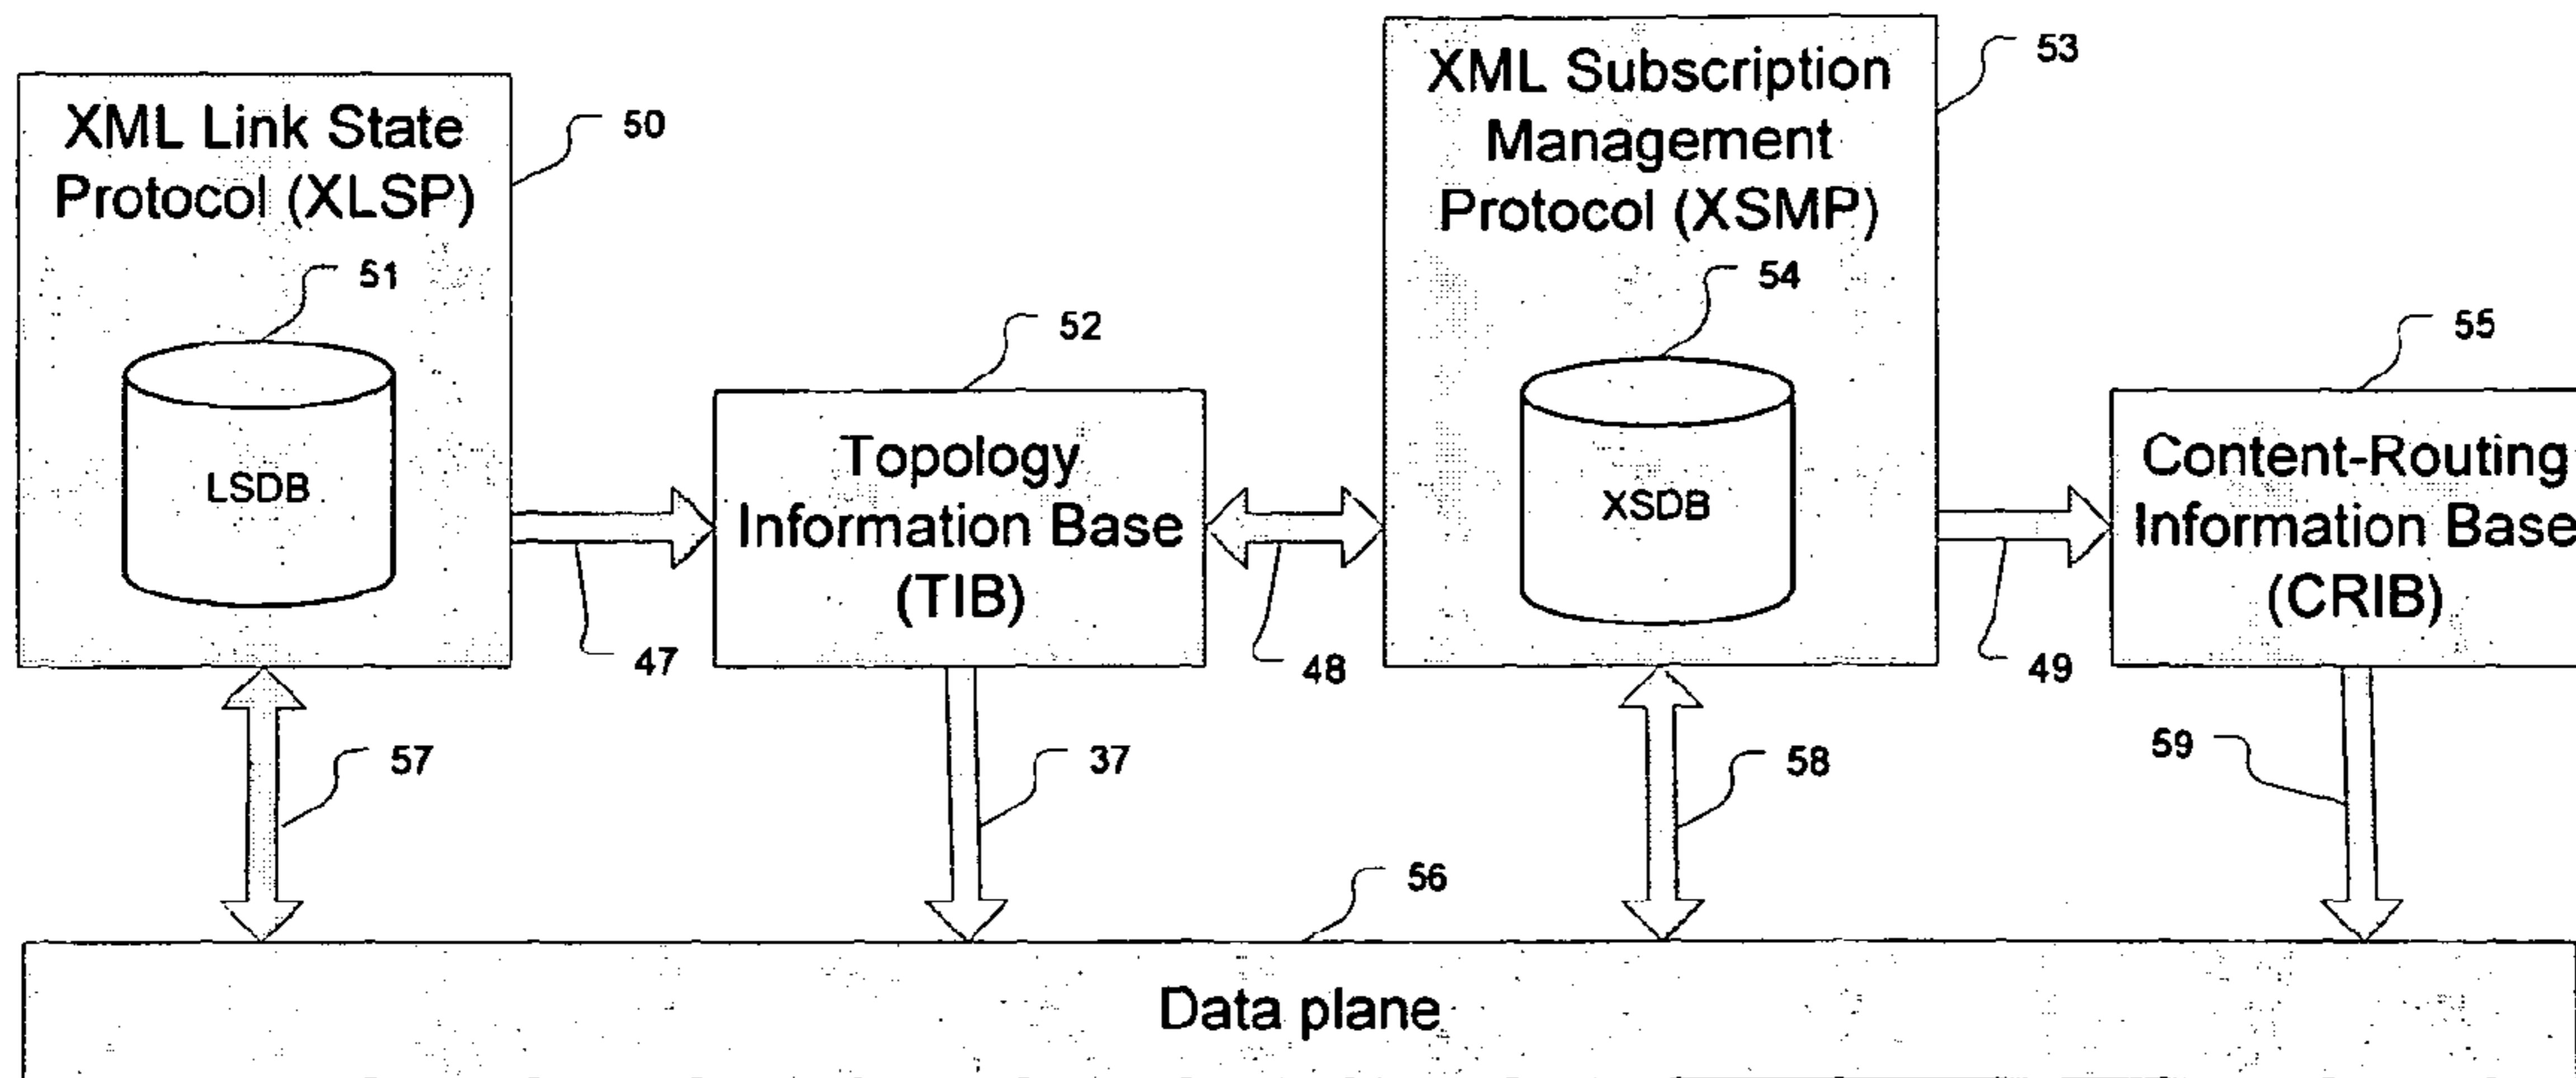 XML Link State
Protocol (XLSP)
50
51
LSDB
47
52
Topology
Information Base
(TIB)
48
XML Subscription
Management
Protocol (XSMP)
53
54
XSDB
49
55
Content-Routing
Information Base
(CRIB)
57
37
58
59
56
Data plane